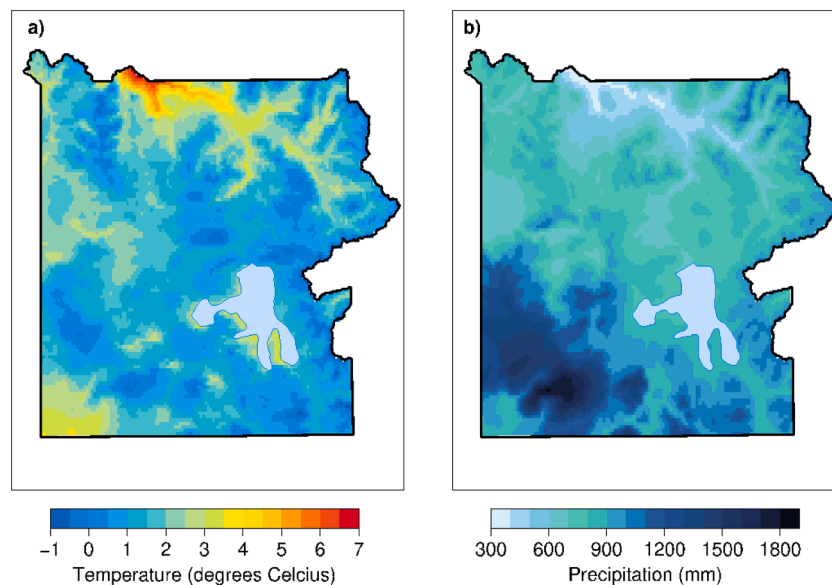 a)
b)
−1 0 1 2 3 4 5 6 7
Temperature (degrees Celcius)
300 600 900 1200 1500 1800
Precipitation (mm)